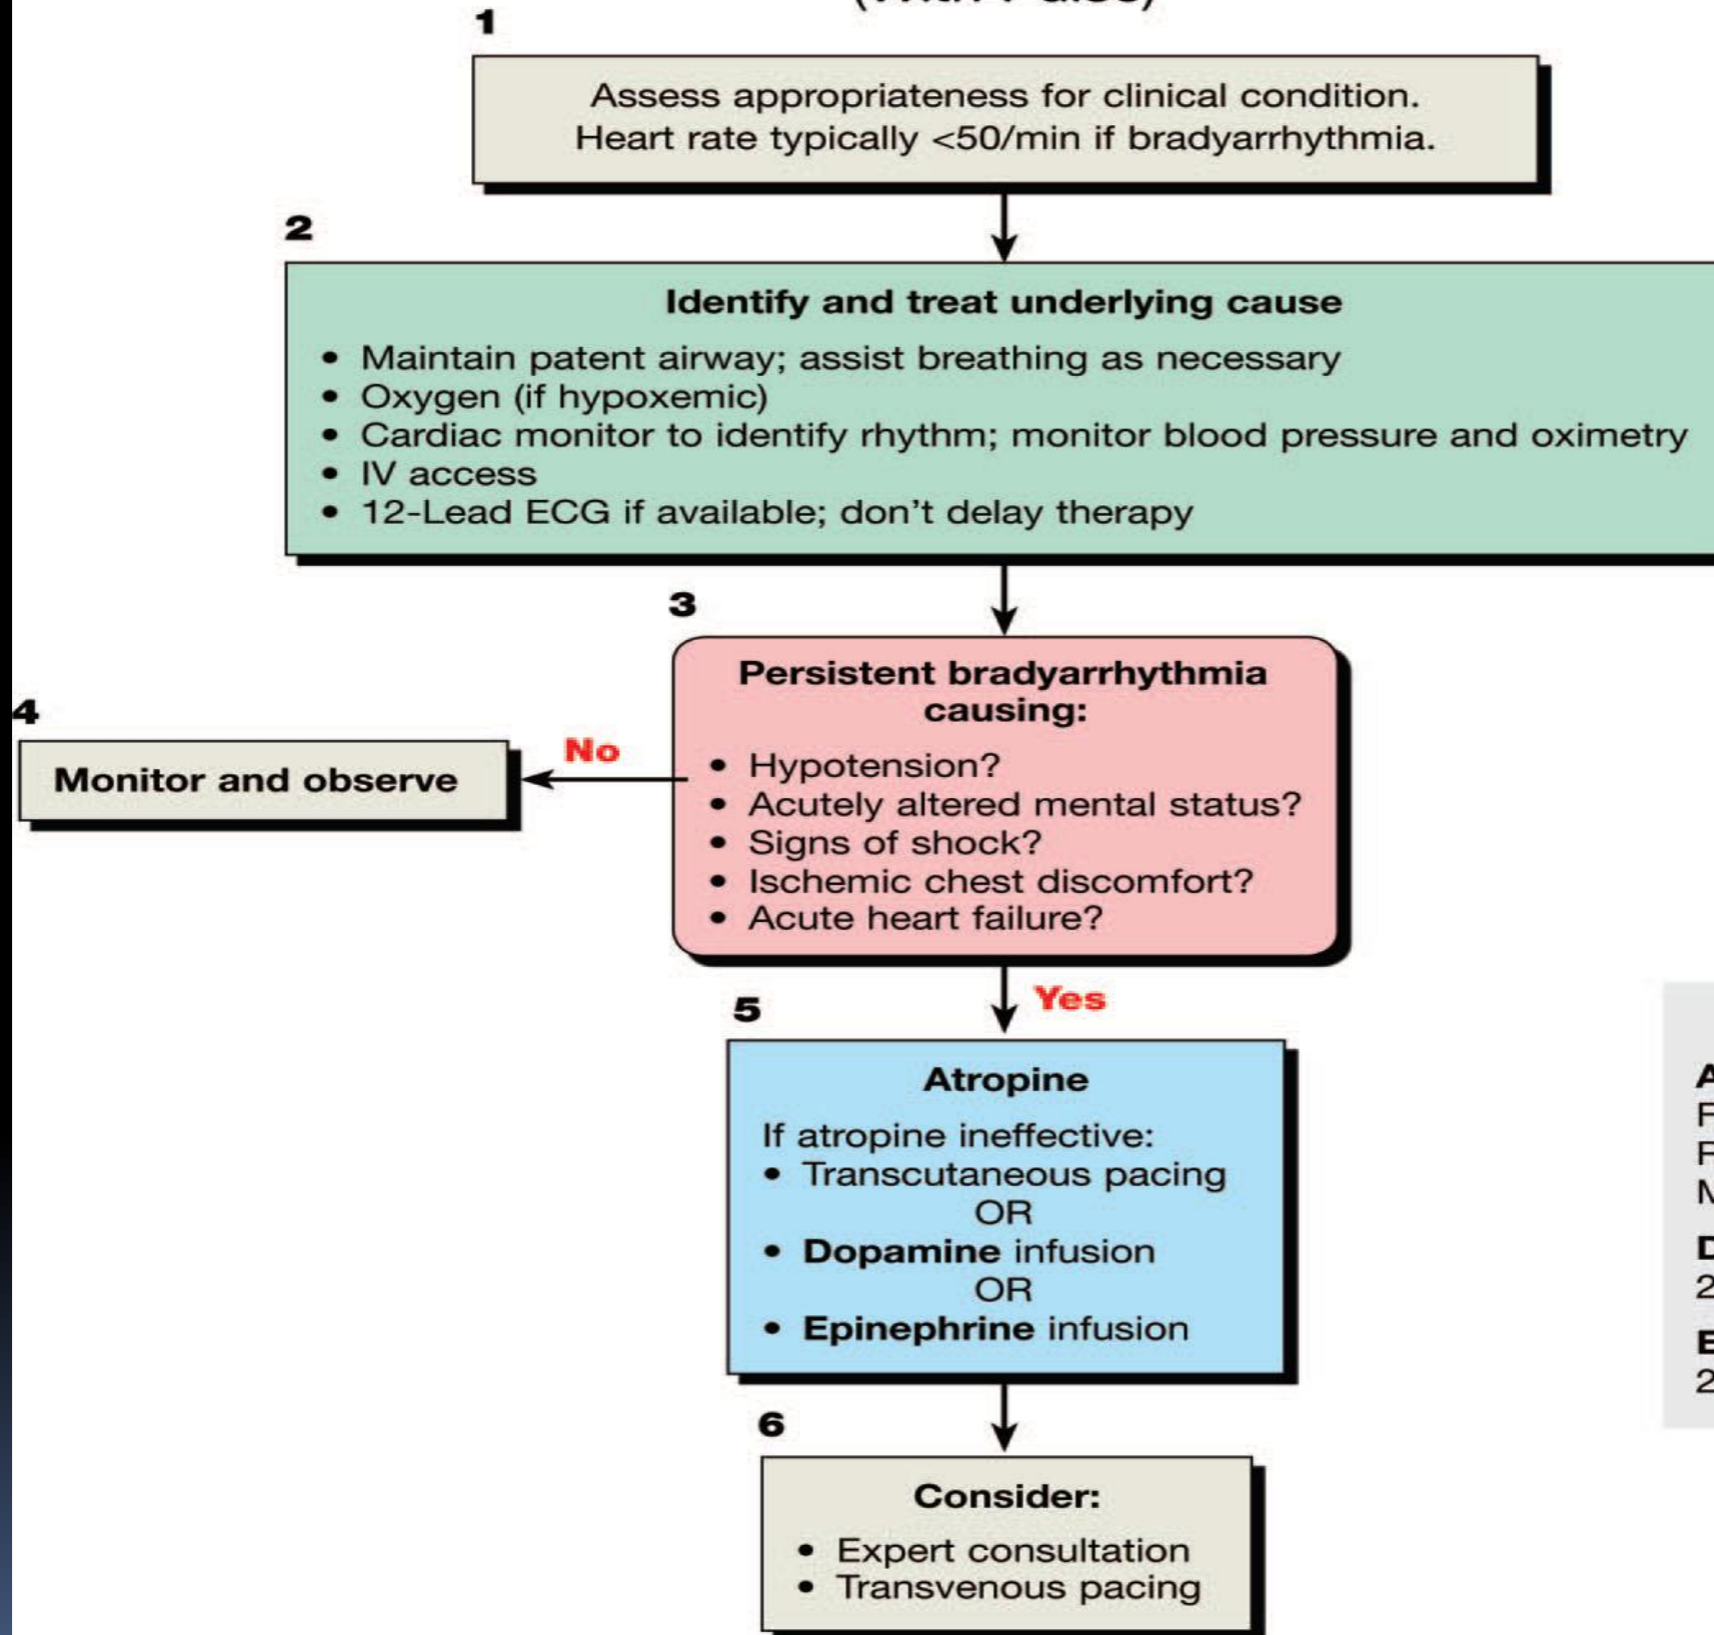 (With Pulse)
1
Assess appropriateness for clinical condition.
Heart rate typically <50/min if bradyarrhythmia.
2
Identify and treat underlying cause
• Maintain patent airway; assist breathing as necessary
• Oxygen (if hypoxemic)
• Cardiac monitor to identify rhythm; monitor blood pressure and oximetry
• IV access
• 12-Lead ECG if available; don't delay therapy
3
Persistent bradyarrhythmia
causing:
• Hypotension?
• Acutely altered mental status?
• Signs of shock?
• Ischemic chest discomfort?
• Acute heart failure?
4
No
Monitor and observe
Yes
5
Atropine
If atropine ineffective:
• Transcutaneous pacing
OR
• Dopamine infusion
OR
• Epinephrine infusion
6
Consider:
• Expert consultation
• Transvenous pacing